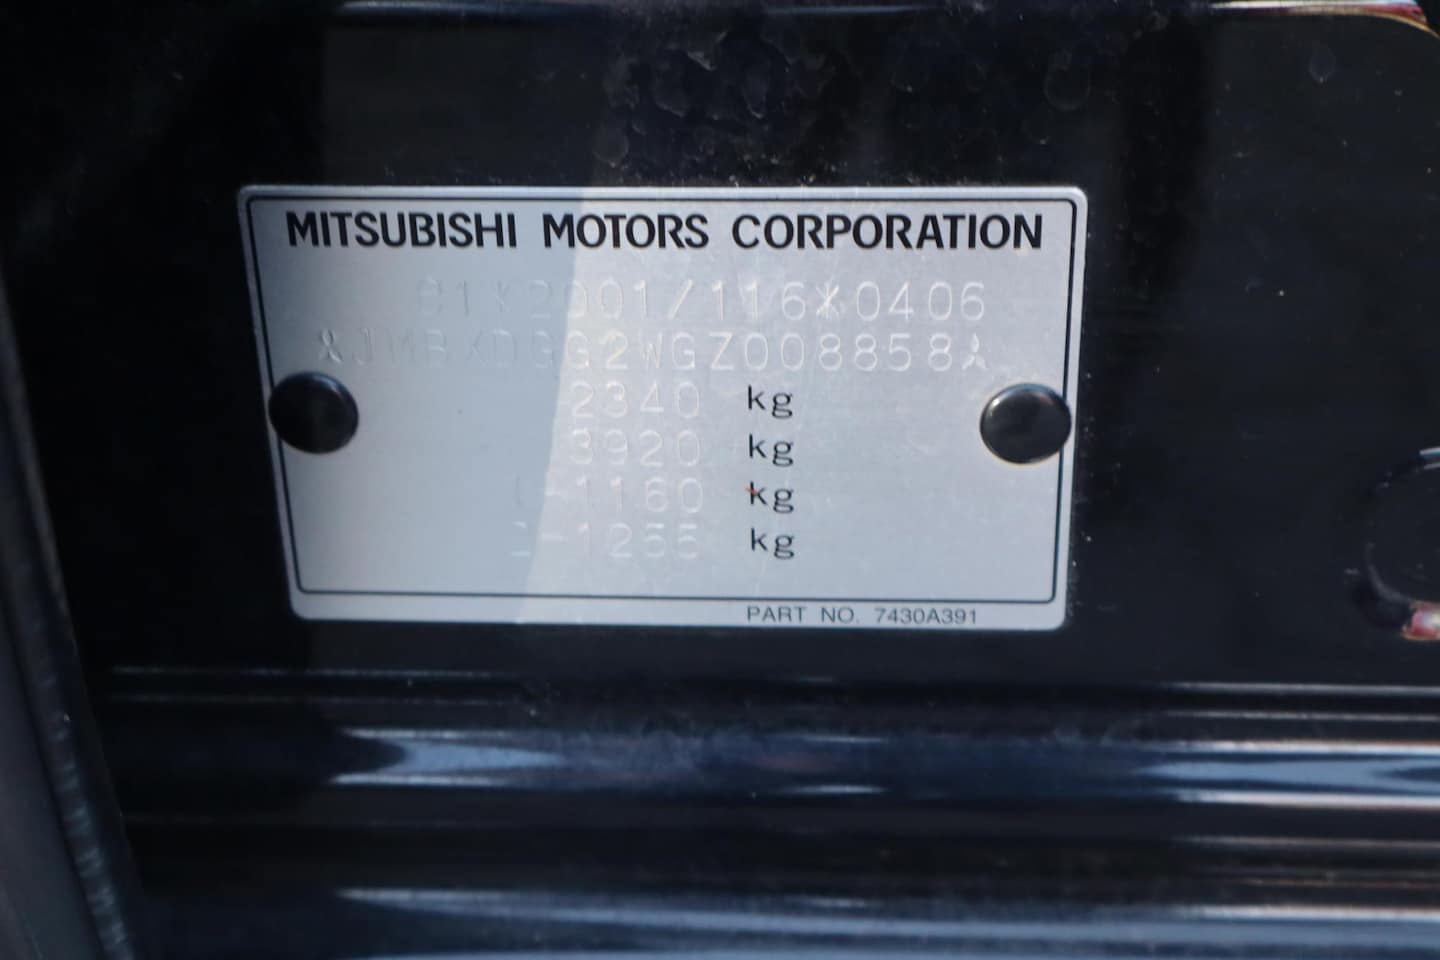 MITSUBISHI MOTORS CORPORATION
e1*2001/116*0406
JMBXDGG2WGZ008858
2340 kg
3920 kg
1-1160 kg
2-1255 kg
PART NO. 7430A391